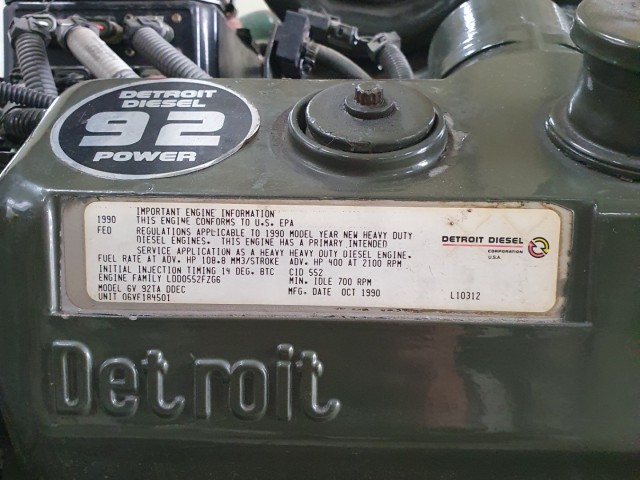 DETROIT
DIESEL
92
POWER
IMPORTANT ENGINE INFORMATION
1990 THIS ENGINE CONFORMS TO U.S. EPA
FED REGULATIONS APPLICABLE TO 1990 MODEL YEAR NEW HEAVY DUTY
DIESEL ENGINES. THIS ENGINE HAS A PRIMARY INTENDED
SERVICE APPLICATION AS A HEAVY HEAVY DUTY DIESEL ENGINE.
FUEL RATE AT ADV. HP 108.8 MM3/STROKE ADV. HP 400 AT 2100 RPM
INITIAL INJECTION TIMING 14 DEG. BTC CID 552
ENGINE FAMILY LDD0552FZG6 MIN. IDLE 700 RPM
MODEL 6V 92TA DDEC MFG. DATE OCT 1990 L10312
UNIT 06VF184501
DETROIT DIESEL
CORPORATION
U.S.A.
Detroit